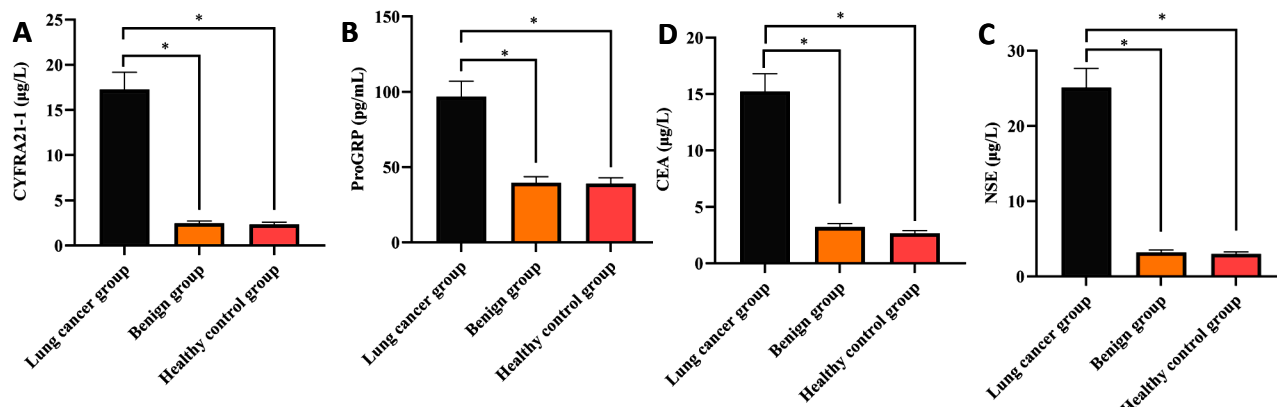 A
CYFRA21-1 (μg/L)
25
20
15
10
5
0
*
*
Lung cancer group
Benign group
Healthy control group
B
ProGRP (pg/mL)
150
100
50
0
*
*
Lung cancer group
Benign group
Healthy control group
D
CEA (μg/L)
20
15
10
5
0
*
*
Lung cancer group
Benign group
Healthy control group
C
NSE (μg/L)
30
20
10
0
*
*
Lung cancer group
Benign group
Healthy control group